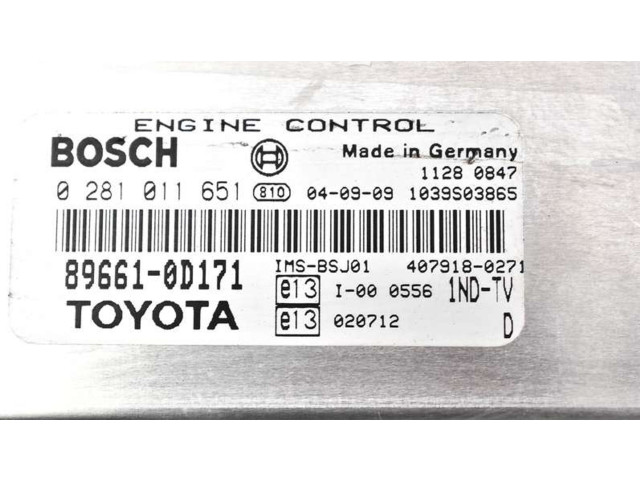 ENGINE CONTROL
BOSCH Made in Germany
1128 0847
0 281 011 651 810 04-09-09 1039S03865
89661-0D171 IMS-BSJ01 407918-0271
e13 I-00 0556 1ND-TV
TOYOTA e13 020712 D